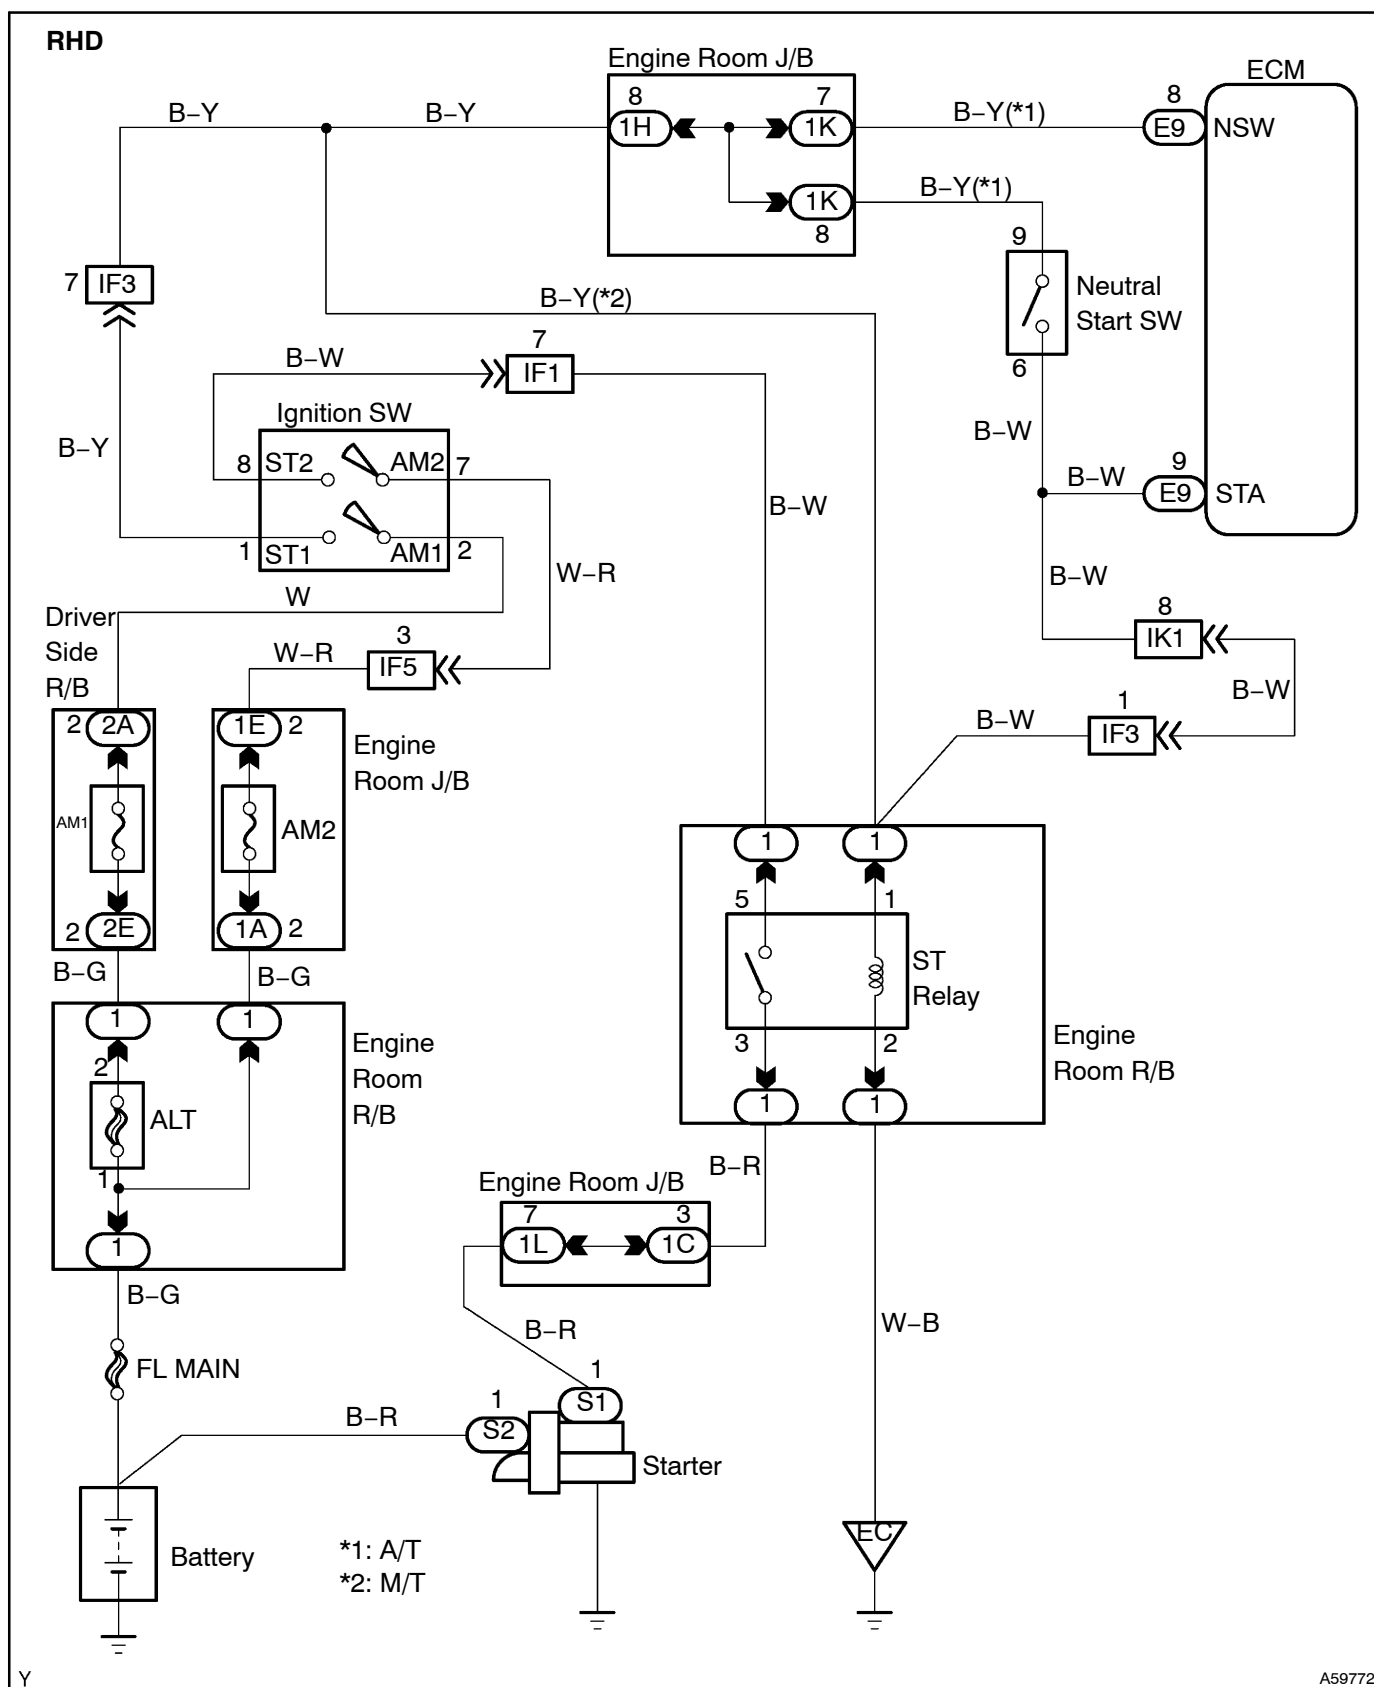 RHD
Engine Room J/B
ECM
B–Y
B–Y
8
1H
7
1K
B–Y(*1)
8
E9
NSW
1K
8
B–Y(*1)
9
Neutral
Start SW
6
7
IF3
B–Y(*2)
B–W
7
IF1
Ignition SW
B–Y
8
ST2
AM2
7
1
ST1
AM1
2
B–W
B–W
B–W
9
E9
STA
W–R
B–W
W
Driver
Side
R/B
W–R
3
IF5
8
IK1
B–W
1
IF3
B–W
2
2A
1E
2
Engine
Room J/B
AM1
AM2
2
2E
1A
2
B–G
B–G
1
1
5
1
ST
Relay
3
2
1
1
Engine
Room R/B
1
1
2
ALT
1
1
Engine
Room
R/B
B–G
FL MAIN
B–R
Engine Room J/B
7
1L
3
1C
B–R
W–B
1
S1
1
S2
B–R
Starter
Battery
*1: A/T
*2: M/T
EC
Y
A59772